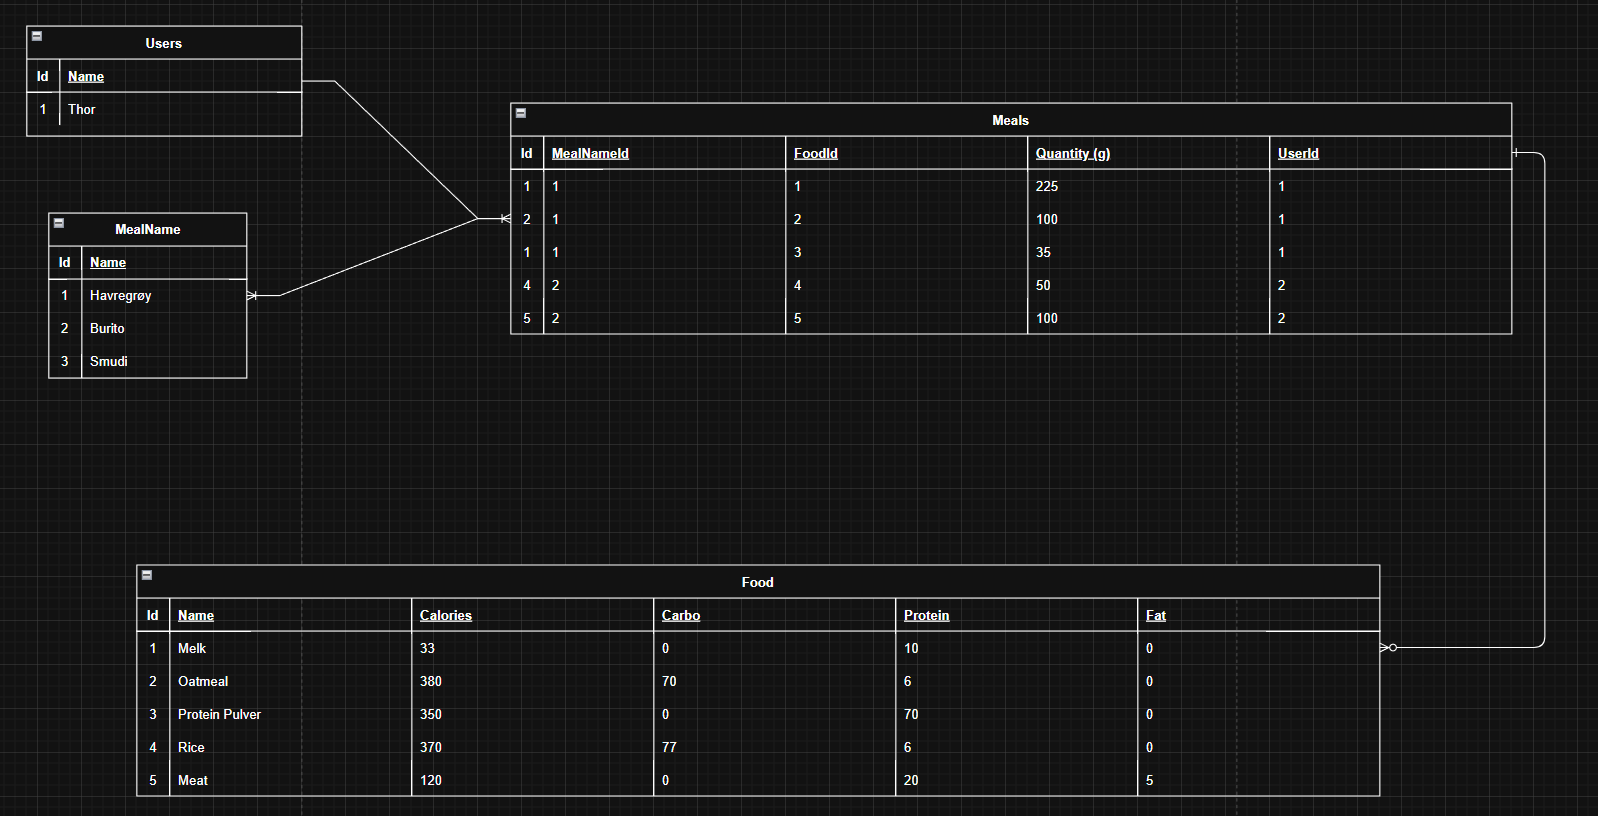 Users
Id Name
1 Thor
MealName
Id Name
1 Havregrøy
2 Burito
3 Smudi
Meals
Id MealNameId FoodId Quantity (g) UserId
1 1 1 225 1
2 1 2 100 1
1 1 3 35 1
4 2 4 50 2
5 2 5 100 2
Food
Id Name Calories Carbo Protein Fat
1 Melk 33 0 10 0
2 Oatmeal 380 70 6 0
3 Protein Pulver 350 0 70 0
4 Rice 370 77 6 0
5 Meat 120 0 20 5